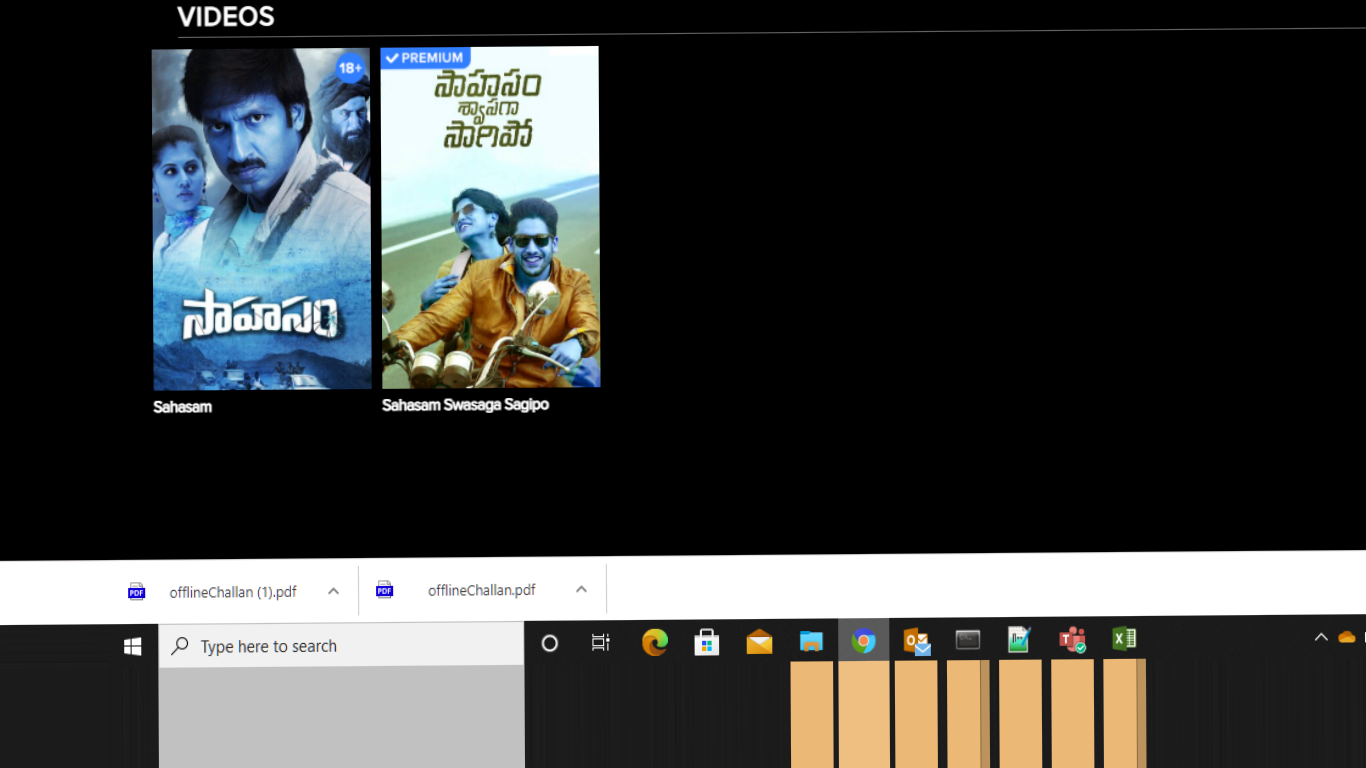 VIDEOS
18+
PREMIUM
సాహసం
శ్వాసగా
సాగిపో
సాహసం
Sahasam
Sahasam Swasaga Sagipo
PDF
offlineChallan (1).pdf
PDF
offlineChallan.pdf
Type here to search